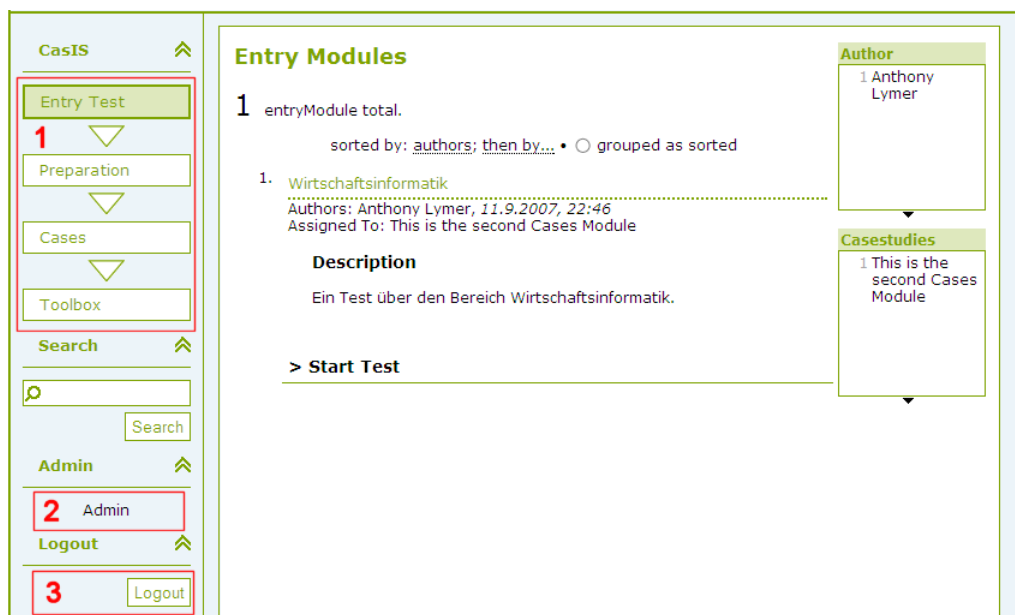 CasIS
Entry Test
1
Preparation
Cases
Toolbox
Search
Search
Admin
2 Admin
Logout
3 Logout
Entry Modules
1 entryModule total.
sorted by: authors; then by... • grouped as sorted
1. Wirtschaftsinformatik
Authors: Anthony Lymer, 11.9.2007, 22:46
Assigned To: This is the second Cases Module
Description
Ein Test über den Bereich Wirtschaftsinformatik.
> Start Test
Author
1 Anthony
Lymer
Casestudies
1 This is the
second Cases
Module